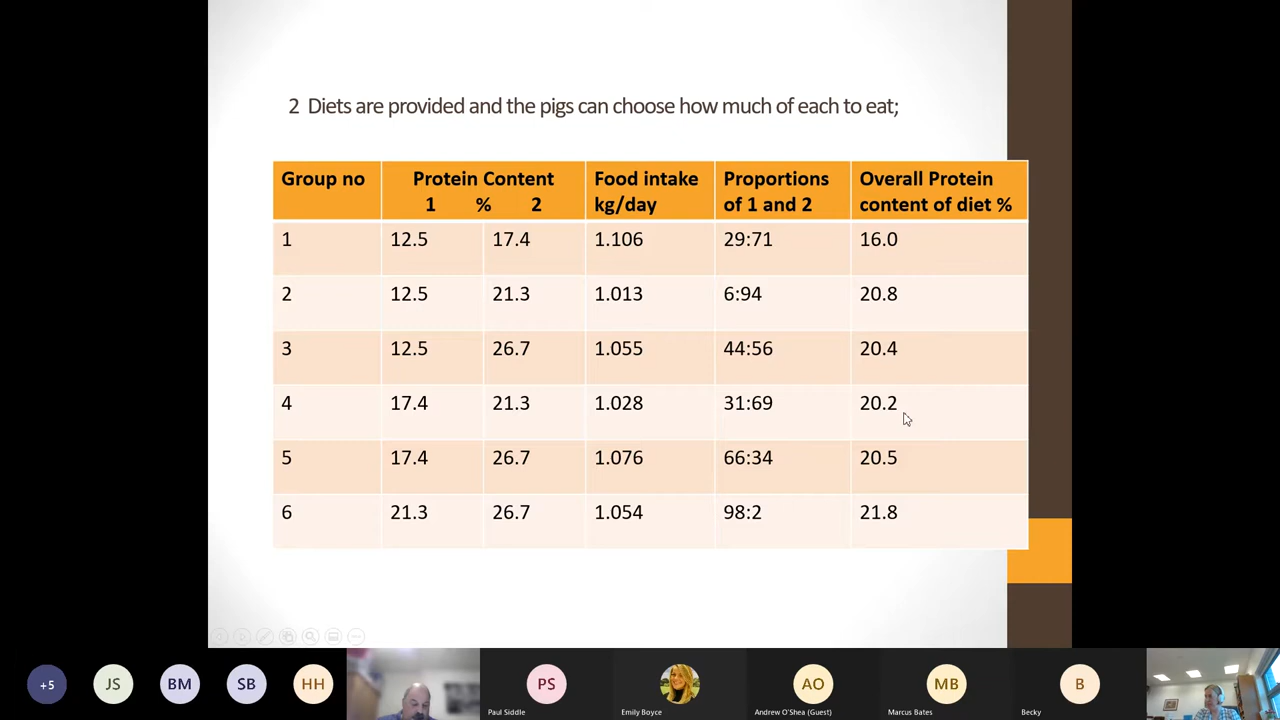 2 Diets are provided and the pigs can choose how much of each to eat;
Group no Protein Content Food intake Proportions Overall Protein
1 % 2 kg/day of 1 and 2 content of diet %
1 12.5 17.4 1.106 29:71 16.0
2 12.5 21.3 1.013 6:94 20.8
3 12.5 26.7 1.055 44:56 20.4
4 17.4 21.3 1.028 31:69 20.2
5 17.4 26.7 1.076 66:34 20.5
6 21.3 26.7 1.054 98:2 21.8
+5 JS BM SB HH PS AO MB B
Paul Siddle Emily Boyce Andrew O'Shea (Guest) Marcus Bates Becky